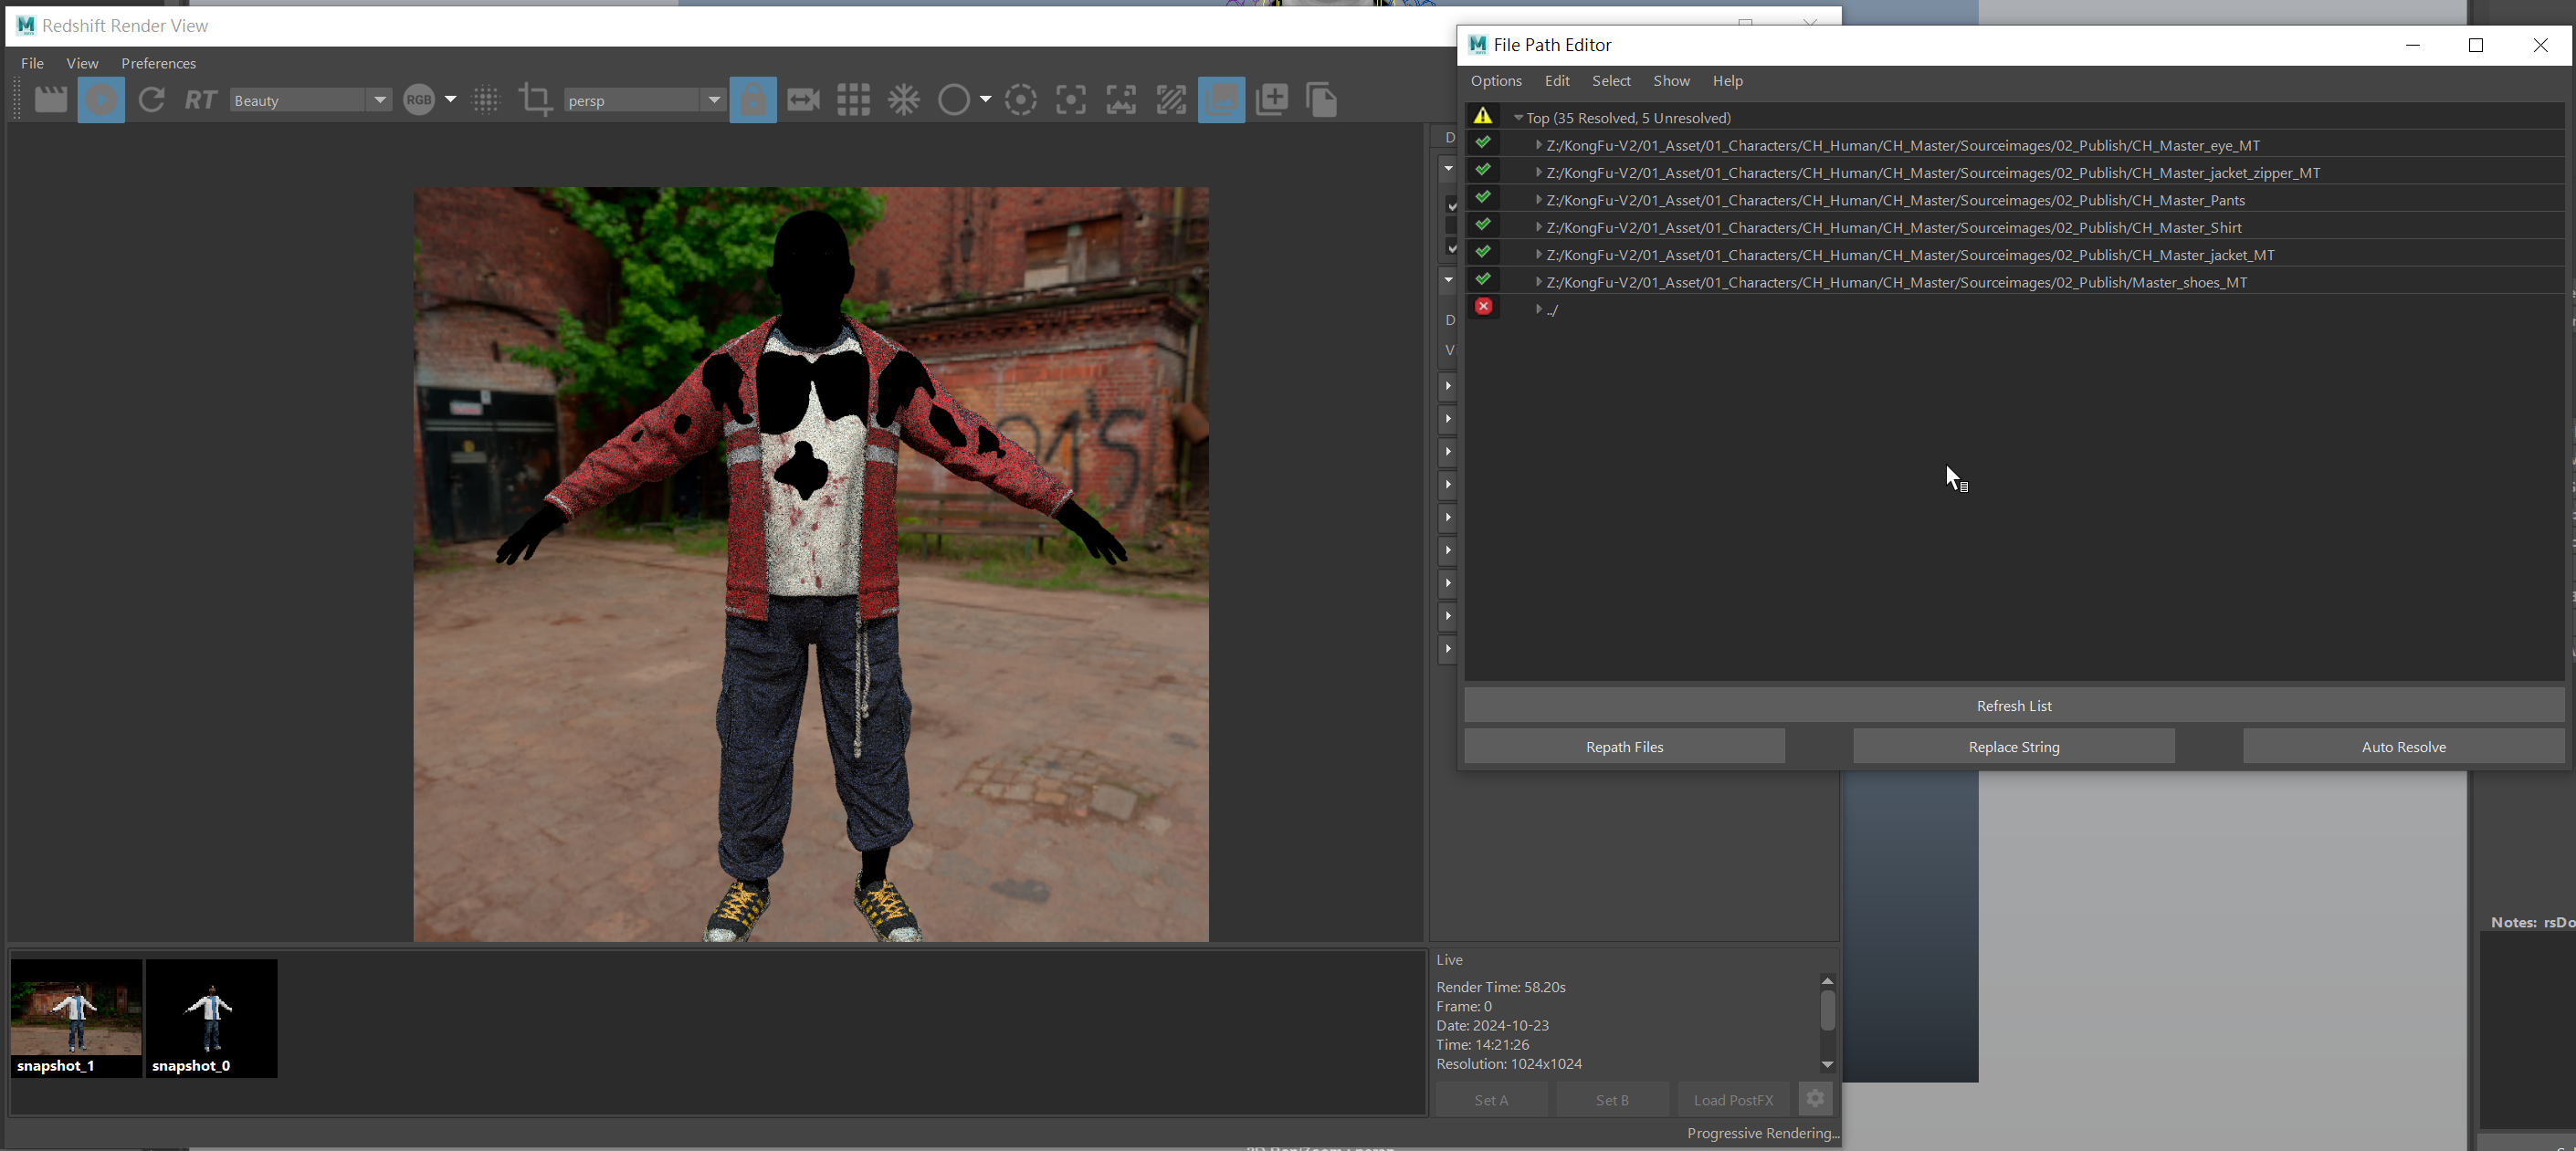 Redshift Render View
File View Preferences
RT Beauty RGB persp
File Path Editor
Options Edit Select Show Help
Top (35 Resolved, 5 Unresolved)
Z:/KongFu-V2/01_Asset/01_Characters/CH_Human/CH_Master/Sourceimages/02_Publish/CH_Master_eye_MT
Z:/KongFu-V2/01_Asset/01_Characters/CH_Human/CH_Master/Sourceimages/02_Publish/CH_Master_jacket_zipper_MT
Z:/KongFu-V2/01_Asset/01_Characters/CH_Human/CH_Master/Sourceimages/02_Publish/CH_Master_Pants
Z:/KongFu-V2/01_Asset/01_Characters/CH_Human/CH_Master/Sourceimages/02_Publish/CH_Master_Shirt
Z:/KongFu-V2/01_Asset/01_Characters/CH_Human/CH_Master/Sourceimages/02_Publish/CH_Master_jacket_MT
Z:/KongFu-V2/01_Asset/01_Characters/CH_Human/CH_Master/Sourceimages/02_Publish/Master_shoes_MT
../
Refresh List
Repath Files Replace String Auto Resolve
snapshot_1 snapshot_0
Live
Render Time: 58.20s
Frame: 0
Date: 2024-10-23
Time: 14:21:26
Resolution: 1024x1024
Set A Set B Load PostFX
Progressive Rendering...
Notes: rsDo